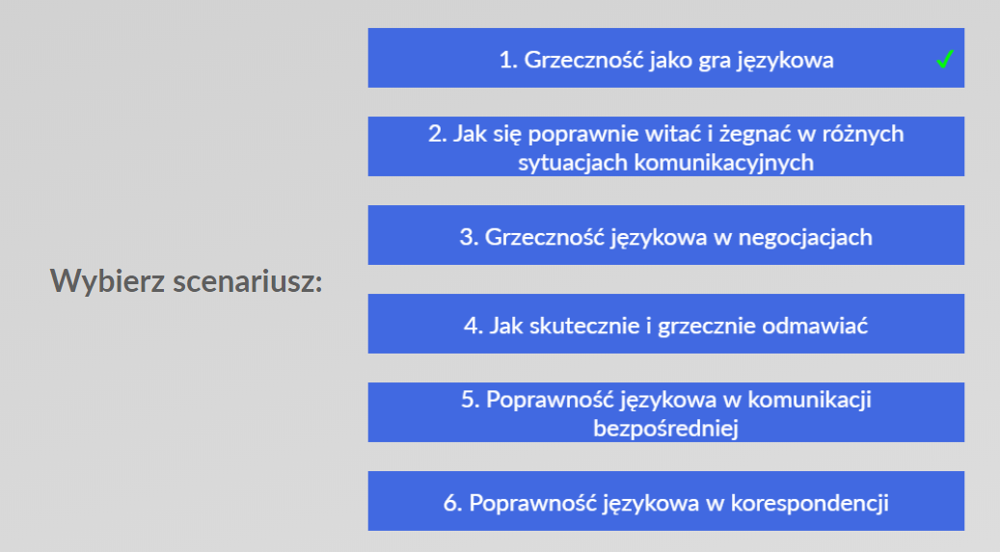 1. Grzeczność jako gra językowa
2. Jak się poprawnie witać i żegnać w różnych
sytuacjach komunikacyjnych
3. Grzeczność językowa w negocjacjach
Wybierz scenariusz:
4. Jak skutecznie i grzecznie odmawiać
5. Poprawność językowa w komunikacji
bezpośredniej
6. Poprawność językowa w korespondencji